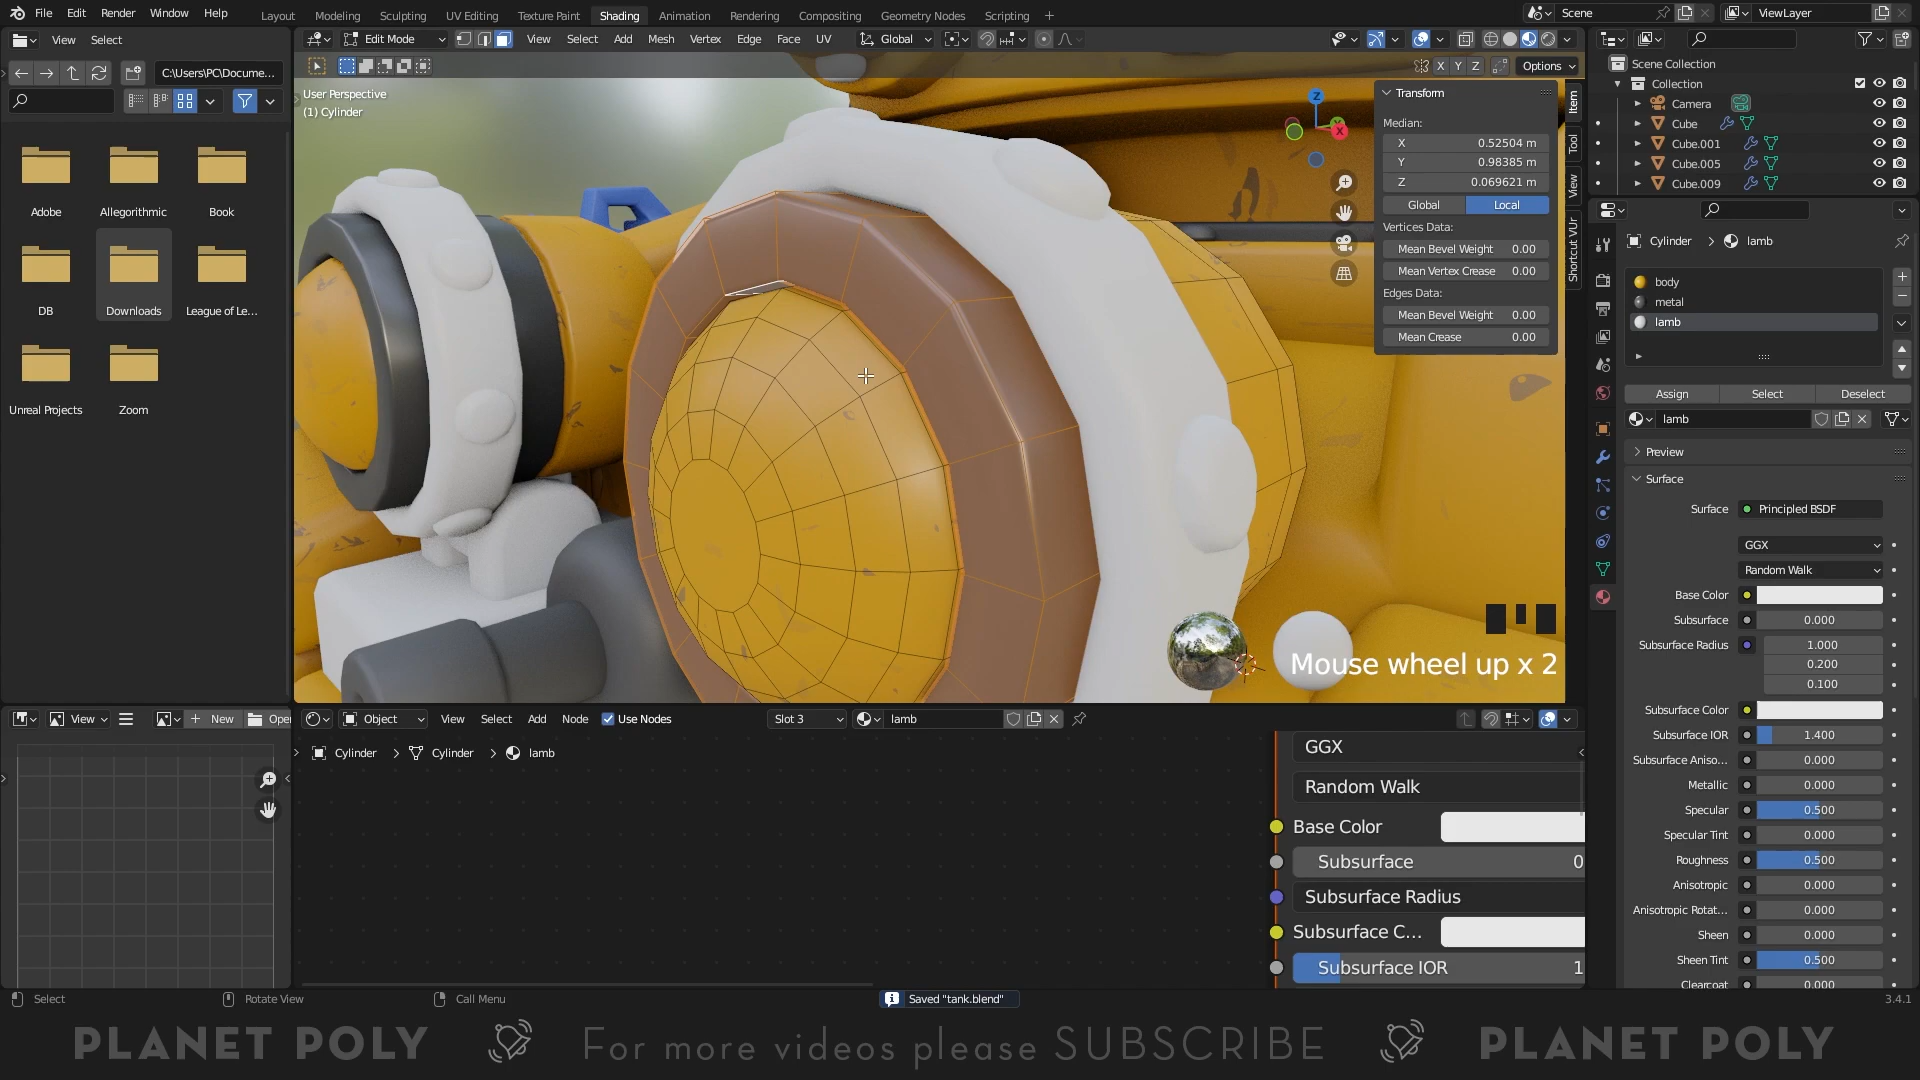 File Edit Render Window Help
Layout Modeling Sculpting UV Editing Texture Paint Shading Animation Rendering Compositing Geometry Nodes Scripting
Scene ViewLayer
View Select
Edit Mode View Select Add Mesh Vertex Edge Face UV Global
C:\Users\PC\Docume...
X Y Z Options
User Perspective
(1) Cylinder
Adobe Allegorithmic Book
DB Downloads League of Le...
Unreal Projects Zoom
Transform
Median:
X 0.52504 m
Y 0.98385 m
Z 0.069621 m
Global Local
Vertices Data:
Mean Bevel Weight 0.00
Mean Vertex Crease 0.00
Edges Data:
Mean Bevel Weight 0.00
Mean Crease 0.00
Item
Tool
View
Shortcut VUr
Z
X
Mouse wheel up x 2
Scene Collection
Collection
Camera
Cube
Cube.001
Cube.005
Cube.009
Cylinder > lamb
body
metal
lamb
Assign Select Deselect
lamb
Preview
Surface
Surface Principled BSDF
GGX
Random Walk
Base Color
Subsurface 0.000
Subsurface Radius 1.000
0.200
0.100
Subsurface Color
Subsurface IOR 1.400
Subsurface Aniso... 0.000
Metallic 0.000
Specular 0.500
Specular Tint 0.000
Roughness 0.500
Anisotropic 0.000
Anisotropic Rotat... 0.000
Sheen 0.000
Sheen Tint 0.500
Clearcoat 0.000
View New Ope
Object View Select Add Node Use Nodes Slot 3 lamb
Cylinder > Cylinder > lamb
GGX
Random Walk
Base Color
Subsurface 0
Subsurface Radius
Subsurface C...
Subsurface IOR 1
Select Rotate View Call Menu Saved "tank.blend" 3.4.1
PLANET POLY For more videos please SUBSCRIBE PLANET POLY